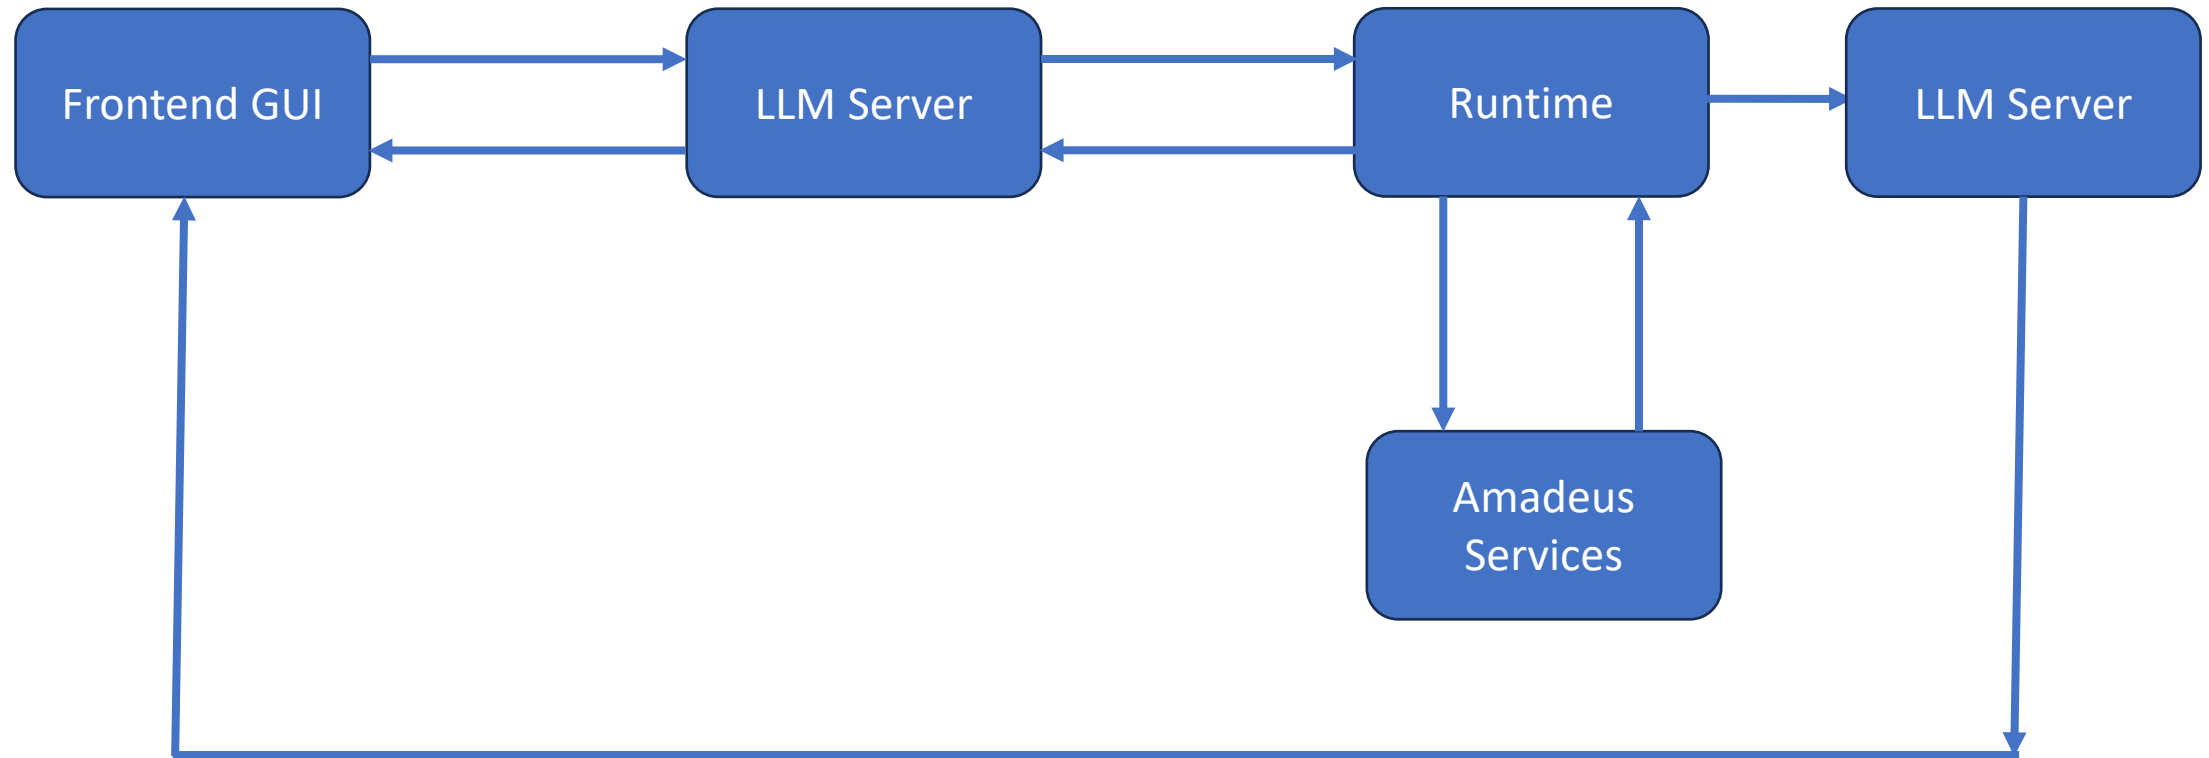 Frontend GUI
LLM Server
Runtime
LLM Server
Amadeus
Services